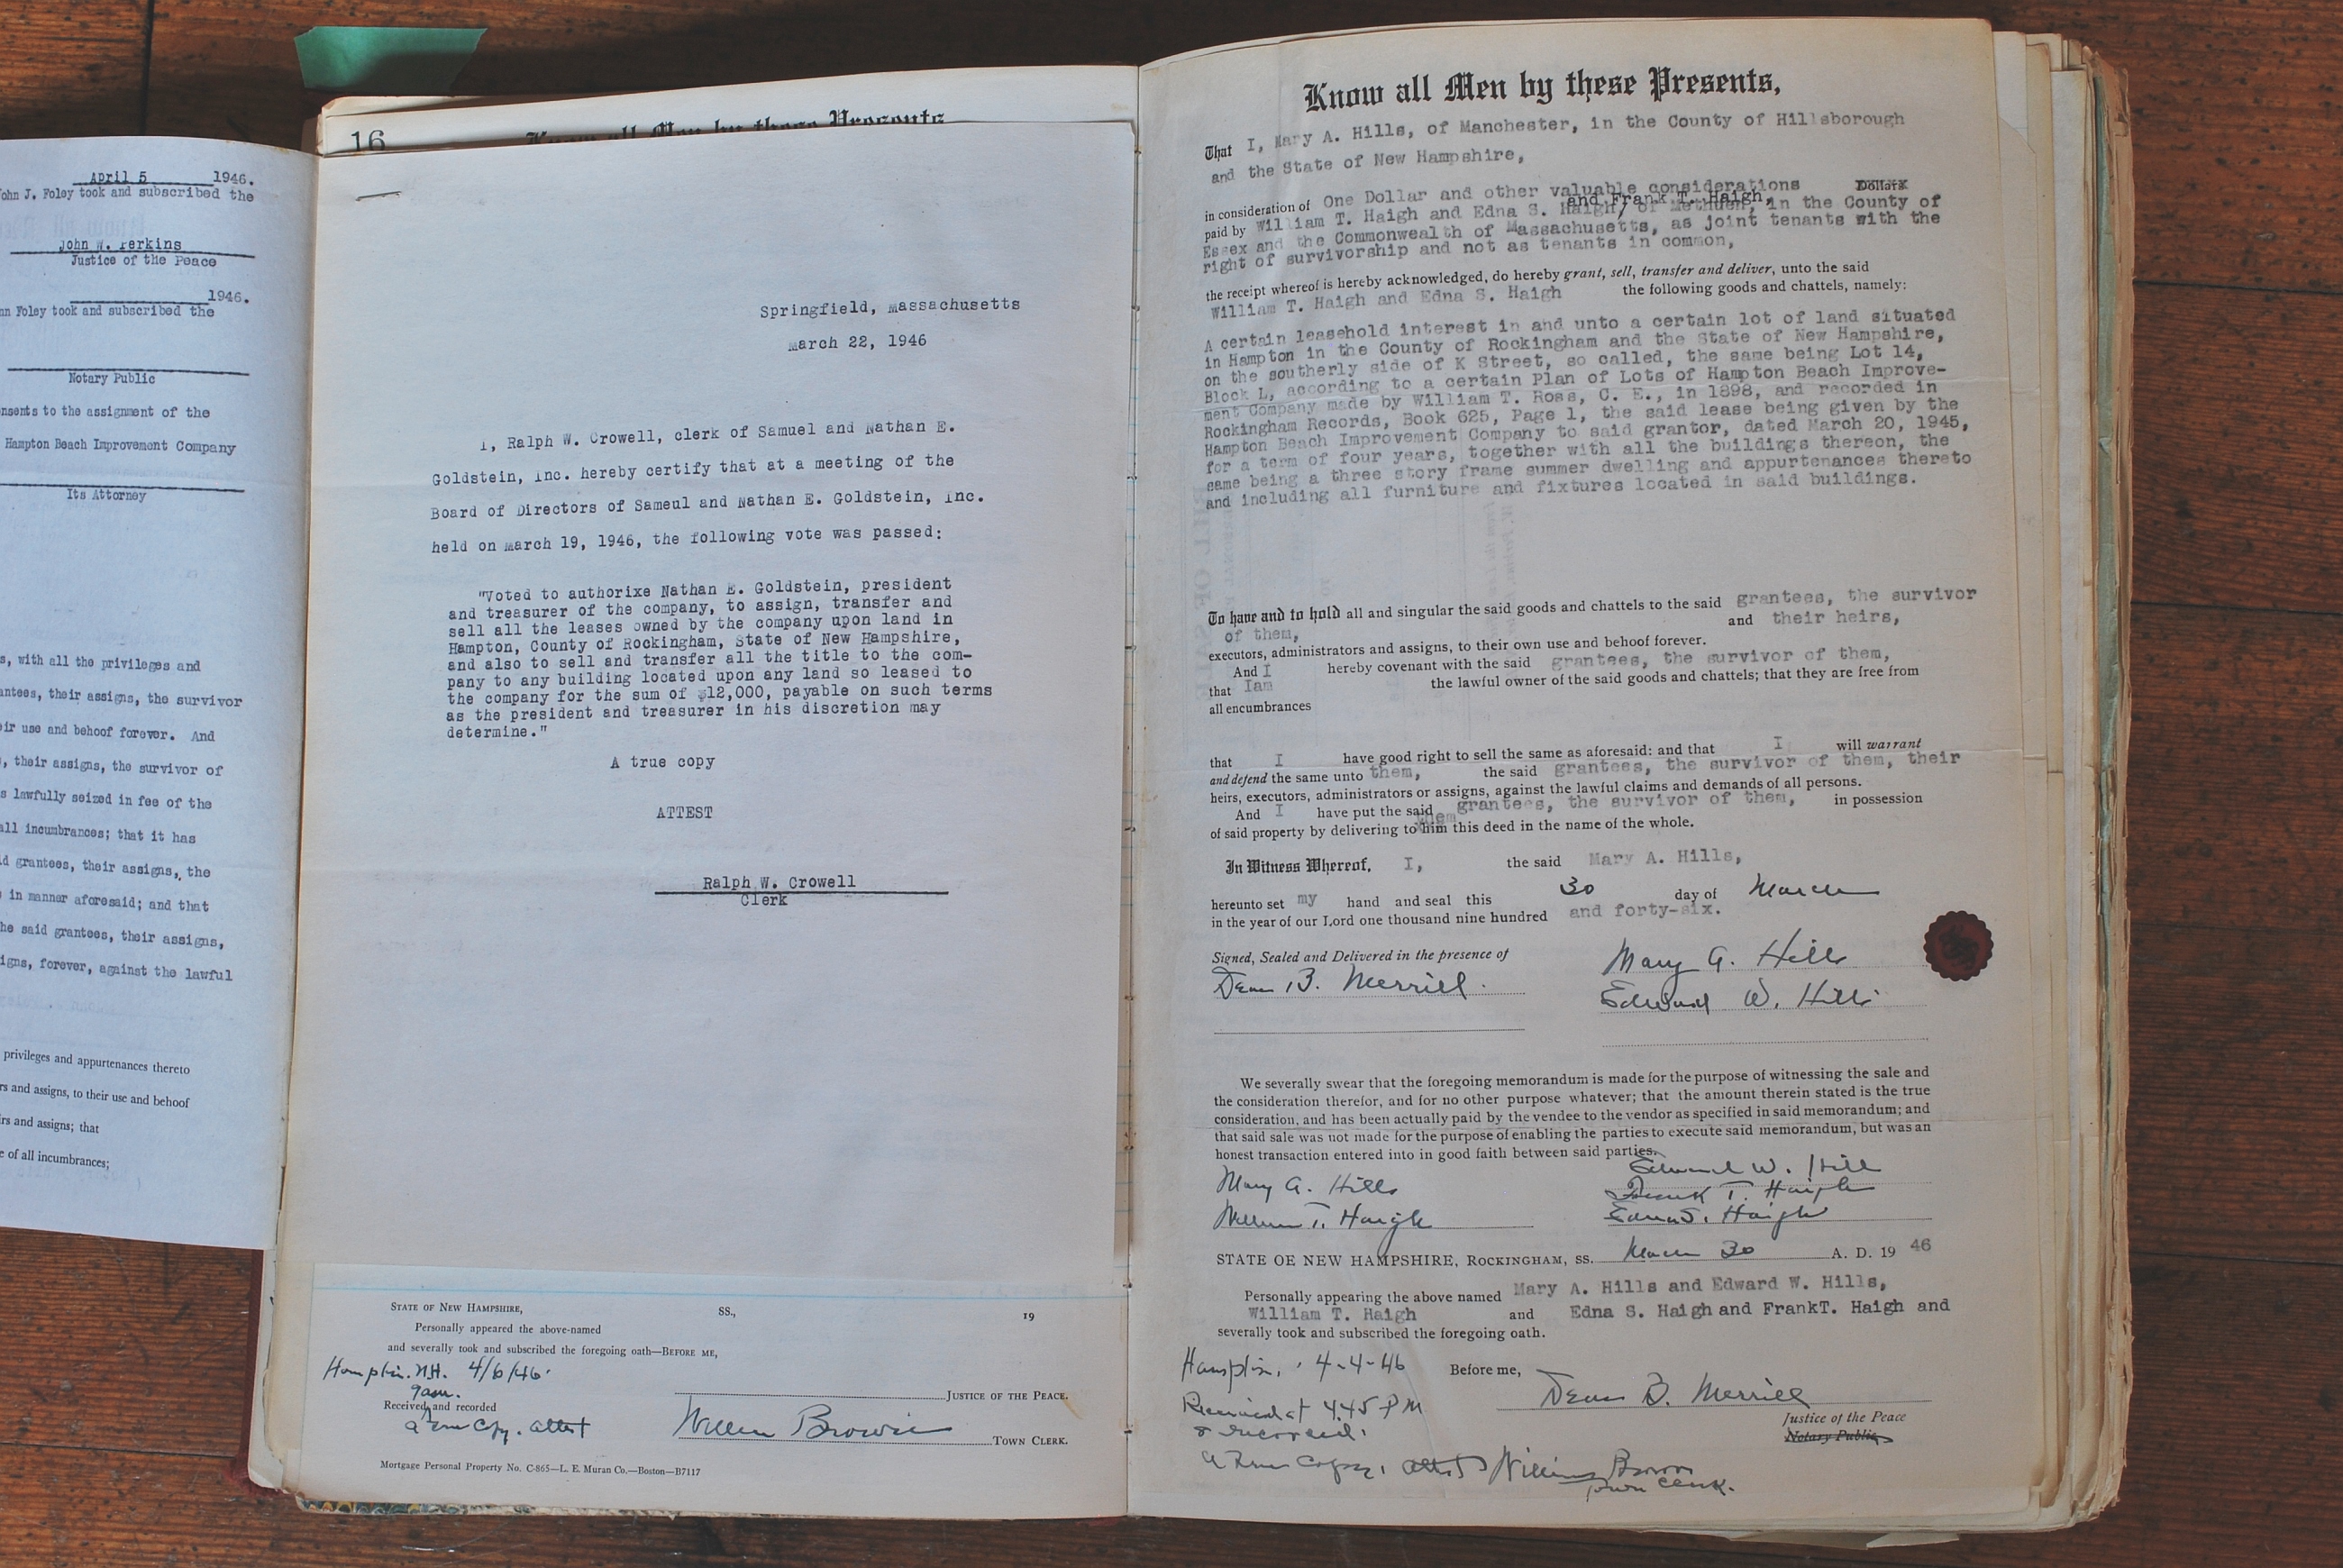 April 5 1946.
John J. Foley took and subscribed the
John W. Perkins
Justice of the Peace
1946.
Foley took and subscribed the
Notary Public
to the assignment of the
Hampton Beach Improvement Company
Its Attorney
s, with all the privileges and
antees, their assigns, the survivor
eir use and behoof forever. And
, their assigns, the survivor of
s lawfully seized in fee of the
all incumbrances; that it has
d grantees, their assigns, the
in manner aforesaid; and that
he said grantees, their assigns,
igns, forever, against the lawful
privileges and appurtenances thereto
rs and assigns, to their use and behoof
rs and assigns; that
e of all incumbrances;
16
Know all Men by these Presents
Springfield, Massachusetts
March 22, 1946
I, Ralph W. Crowell, clerk of Samuel and Nathan E.
Goldstein, Inc. hereby certify that at a meeting of the
Board of Directors of Sameul and Nathan E. Goldstein, Inc.
held on March 19, 1946, the following vote was passed:
"Voted to authorixe Nathan E. Goldstein, president
and treasurer of the company, to assign, transfer and
sell all the leases owned by the company upon land in
Hampton, County of Rockingham, State of New Hampshire,
and also to sell and transfer all the title to the com-
pany to any building located upon any land so leased to
the company for the sum of $12,000, payable on such terms
as the president and treasurer in his discretion may
determine."
A true copy
ATTEST
Ralph W. Crowell
Clerk
STATE OF NEW HAMPSHIRE, SS., 19
Personally appeared the above-named
and severally took and subscribed the foregoing oath—BEFORE ME,
Hampton. N.H. 4/6/46.
9am.
JUSTICE OF THE PEACE.
Received and recorded
a true copy. attest William Brown
TOWN CLERK.
Mortgage Personal Property No. C-865—L. E. Muran Co.—Boston—B7117
Know all Men by these Presents,
That I, Mary A. Hills, of Manchester, in the County of Hillsborough
and the State of New Hampshire,
in consideration of One Dollar and other valuable considerations Dollars
and Frank T. Haigh,
paid by William T. Haigh and Edna S. Haigh, of Methuen, in the County of
Essex and the Commonwealth of Massachusetts, as joint tenants with the
right of survivorship and not as tenants in common,
the receipt whereof is hereby acknowledged, do hereby grant, sell, transfer and deliver, unto the said
William T. Haigh and Edna S. Haigh the following goods and chattels, namely:
A certain leasehold interest in and unto a certain lot of land situated
in Hampton in the County of Rockingham and the State of New Hampshire,
on the southerly side of K Street, so called, the same being Lot 14,
Block L, according to a certain Plan of Lots of Hampton Beach Improve-
ment Company made by William T. Ross, C. E., in 1898, and recorded in
Rockingham Records, Book 625, Page 1, the said lease being given by the
Hampton Beach Improvement Company to said grantor, dated March 20, 1945,
for a term of four years, together with all the buildings thereon, the
same being a three story frame summer dwelling and appurtenances thereto
and including all furniture and fixtures located in said buildings.
To have and to hold all and singular the said goods and chattels to the said grantees, the survivor
of them, and their heirs,
executors, administrators and assigns, to their own use and behoof forever.
And I hereby covenant with the said grantees, the survivor of them,
that I am the lawful owner of the said goods and chattels; that they are free from
all encumbrances
that I have good right to sell the same as aforesaid: and that I will warrant
and defend the same unto them, the said grantees, the survivor of them, their
heirs, executors, administrators or assigns, against the lawful claims and demands of all persons.
And I have put the said grantees, the survivor of them, in possession
them
of said property by delivering to him this deed in the name of the whole.
In Witness Whereof, I, the said Mary A. Hills,
hereunto set my hand and seal this 30 day of March
in the year of our Lord one thousand nine hundred and forty-six.
Signed, Sealed and Delivered in the presence of
Dean B. Merrill. Mary A. Hills
Edward W. Hills
We severally swear that the foregoing memorandum is made for the purpose of witnessing the sale and
the consideration therefor, and for no other purpose whatever; that the amount therein stated is the true
consideration, and has been actually paid by the vendee to the vendor as specified in said memorandum; and
that said sale was not made for the purpose of enabling the parties to execute said memorandum, but was an
honest transaction entered into in good faith between said parties.
Edward W. Hills
Mary A. Hills Frank T. Haigh
William T. Haigh Edna S. Haigh
STATE OE NEW HAMPSHIRE, ROCKINGHAM, SS. March 30 A. D. 19 46
Personally appearing the above named Mary A. Hills and Edward W. Hills,
William T. Haigh and Edna S. Haigh and FrankT. Haigh and
severally took and subscribed the foregoing oath.
Hampton, 4-4-46 Before me,
Dean B. Merrill
Received at 4.45 PM
Justice of the Peace
Notary Public
& recorded.
a true copy, attest William Brown
Town Clerk.